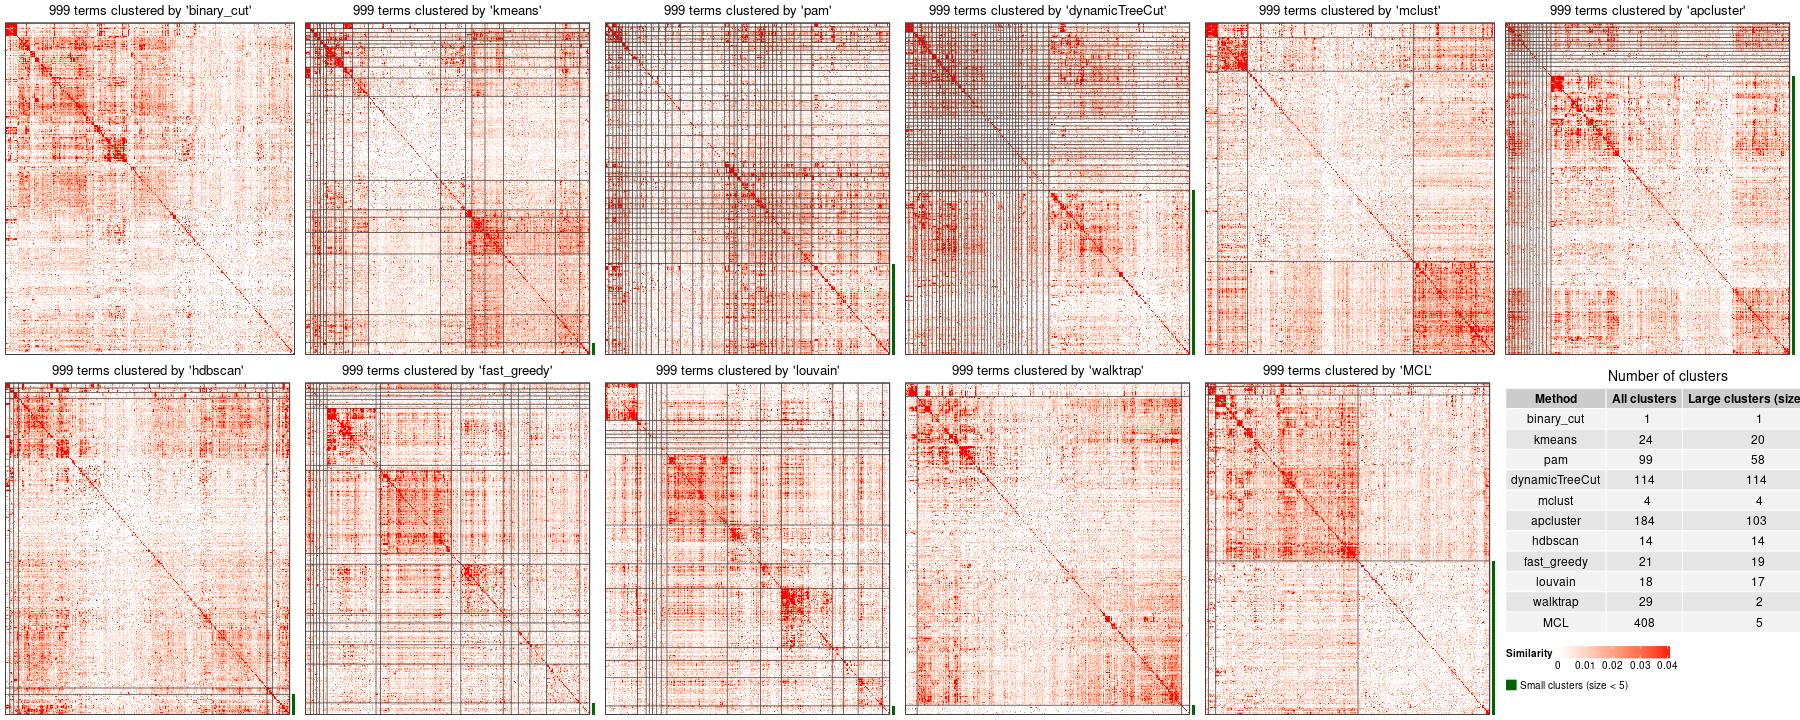 999 terms clustered by 'binary_cut'
999 terms clustered by 'kmeans'
999 terms clustered by 'pam'
999 terms clustered by 'dynamicTreeCut'
999 terms clustered by 'mclust'
999 terms clustered by 'apcluster'
999 terms clustered by 'hdbscan'
999 terms clustered by 'fast_greedy'
999 terms clustered by 'louvain'
999 terms clustered by 'walktrap'
999 terms clustered by 'MCL'
Number of clusters
Method All clusters Large clusters (size
binary_cut 1 1
kmeans 24 20
pam 99 58
dynamicTreeCut 114 114
mclust 4 4
apcluster 184 103
hdbscan 14 14
fast_greedy 21 19
louvain 18 17
walktrap 29 2
MCL 408 5
Similarity
0 0.01 0.02 0.03 0.04
Small clusters (size < 5)